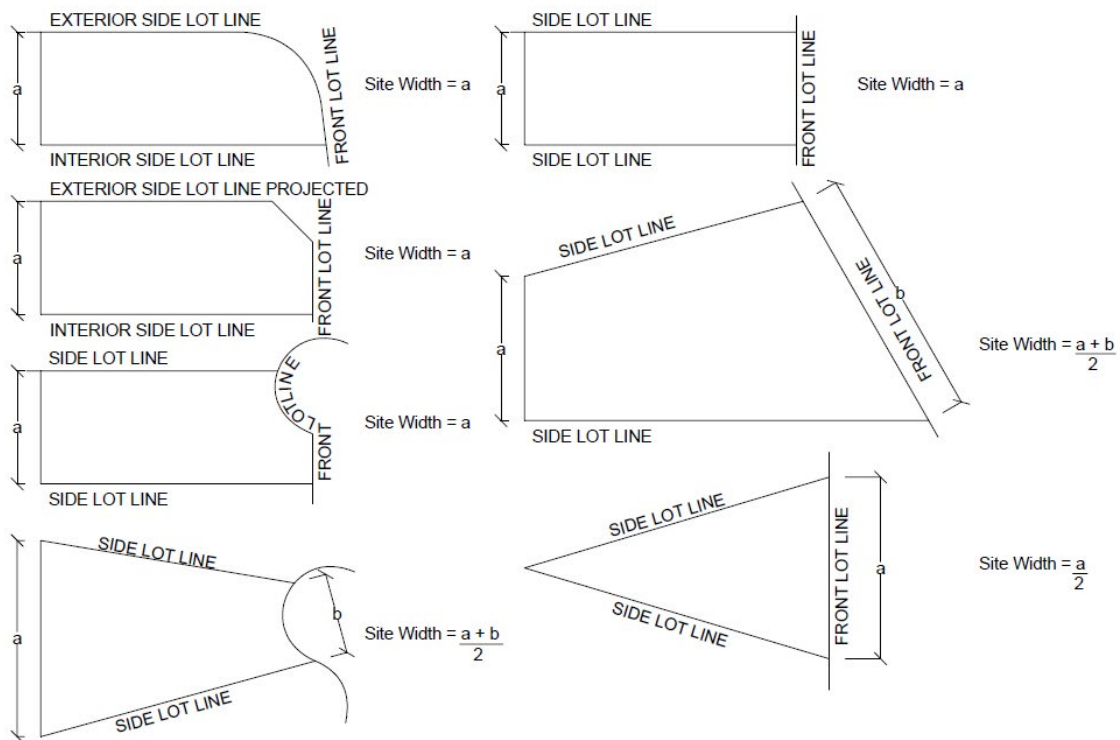 EXTERIOR SIDE LOT LINE
a
FRONT LOT LINE
Site Width = a
INTERIOR SIDE LOT LINE
SIDE LOT LINE
a
FRONT LOT LINE
Site Width = a
SIDE LOT LINE
EXTERIOR SIDE LOT LINE PROJECTED
a
FRONT LOT LINE
Site Width = a
INTERIOR SIDE LOT LINE
SIDE LOT LINE
a
FRONT LOT LINE
b
Site Width = a + b
2
SIDE LOT LINE
SIDE LOT LINE
a
FRONT LOTLINE
Site Width = a
SIDE LOT LINE
SIDE LOT LINE
a
b
Site Width = a + b
2
SIDE LOT LINE
SIDE LOT LINE
FRONT LOT LINE
a
Site Width = a
2
SIDE LOT LINE